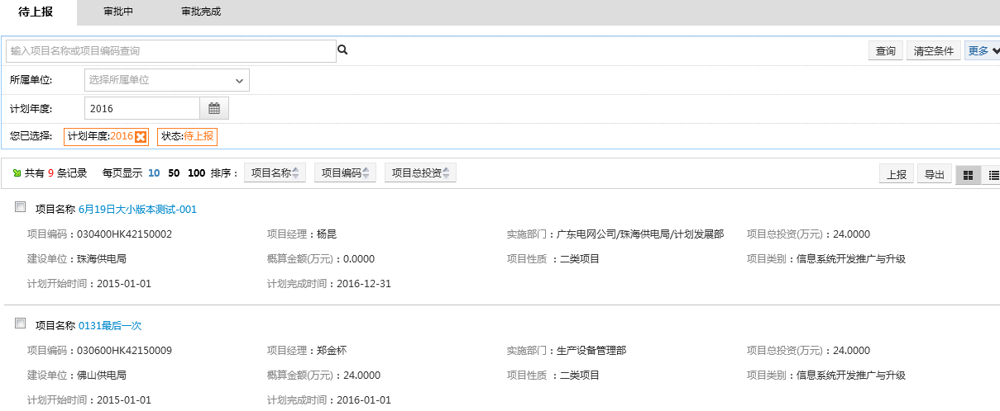 待上报 审批中 审批完成
输入项目名称或项目编码查询 查询 清空条件 更多
所属单位: 选择所属单位
计划年度: 2016
您已选择: 计划年度:2016 状态:待上报
共有 9 条记录 每页显示 10 50 100 排序： 项目名称 项目编码 项目总投资 上报 导出
项目名称 6月19日大小版本测试-001
项目编码：030400HK42150002 项目经理：杨昆 实施部门：广东电网公司/珠海供电局/计划发展部 项目总投资(万元)：24.0000
建设单位：珠海供电局 概算金额(万元)：0.0000 项目性质 ：二类项目 项目类别：信息系统开发推广与升级
计划开始时间：2015-01-01 计划完成时间：2016-12-31
项目名称 0131最后一次
项目编码：030600HK42150009 项目经理：郑金杯 实施部门：生产设备管理部 项目总投资(万元)：24.0000
建设单位：佛山供电局 概算金额(万元)：24.0000 项目性质 ：二类项目 项目类别：信息系统开发推广与升级
计划开始时间：2015-01-01 计划完成时间：2016-01-01